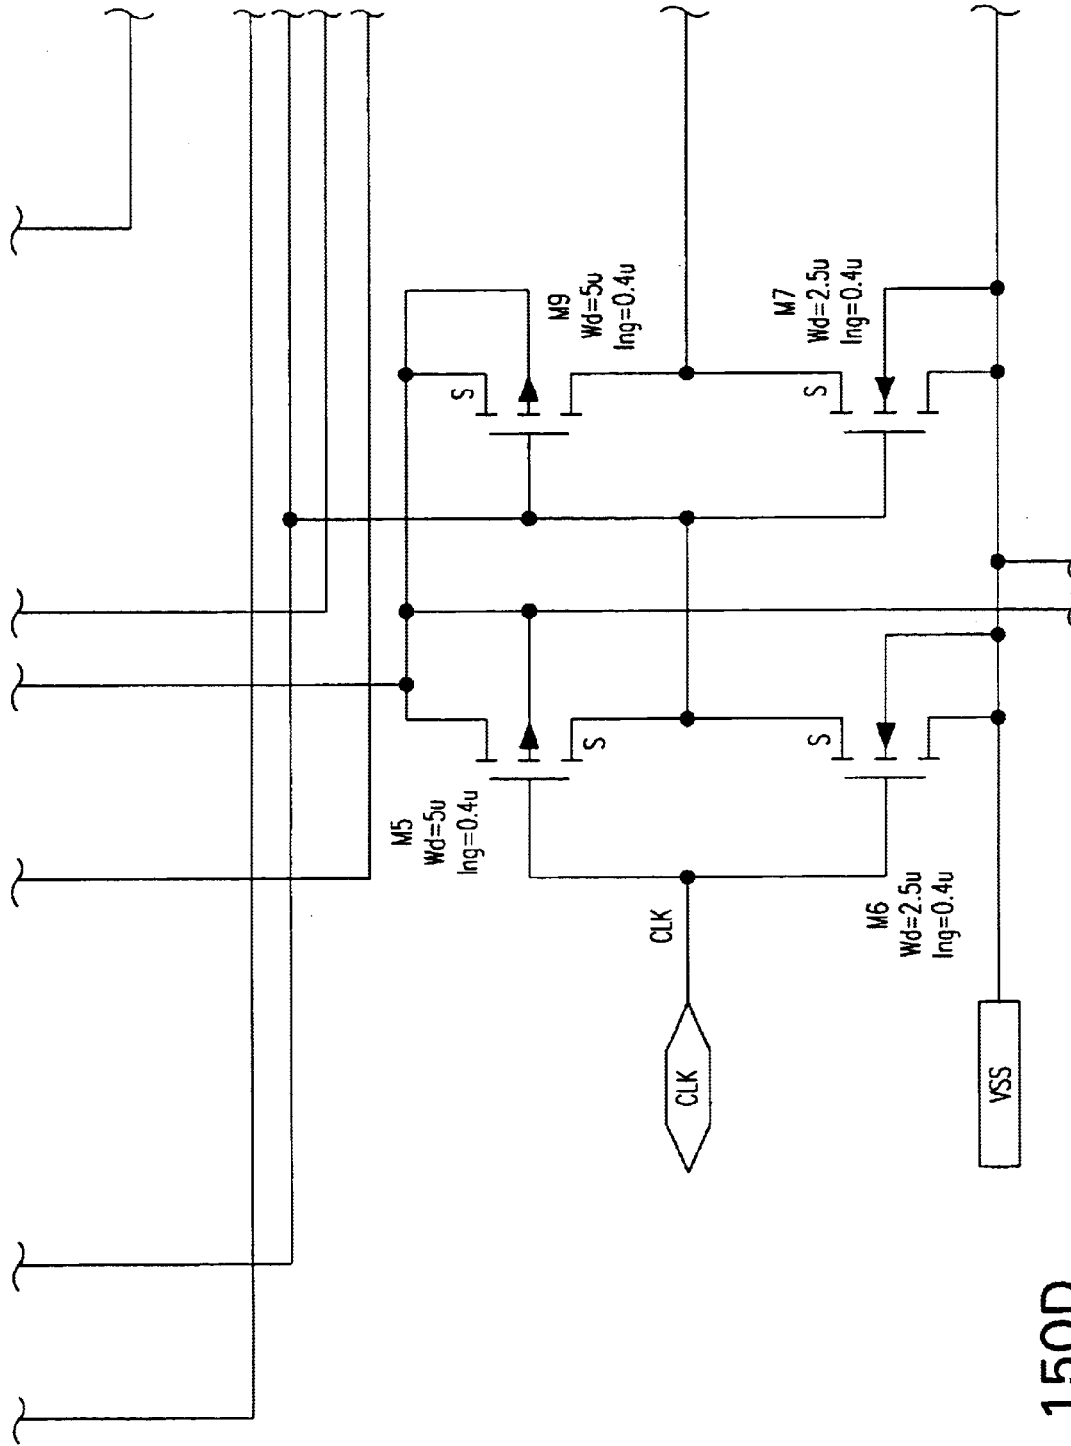 M9
Wd=5u
lng=0.4u
S
M7
Wd=2.5u
lng=0.4u
S
M5
Wd=5u
lng=0.4u
S
M6
Wd=2.5u
lng=0.4u
S
CLK
CLK
VSS
150D